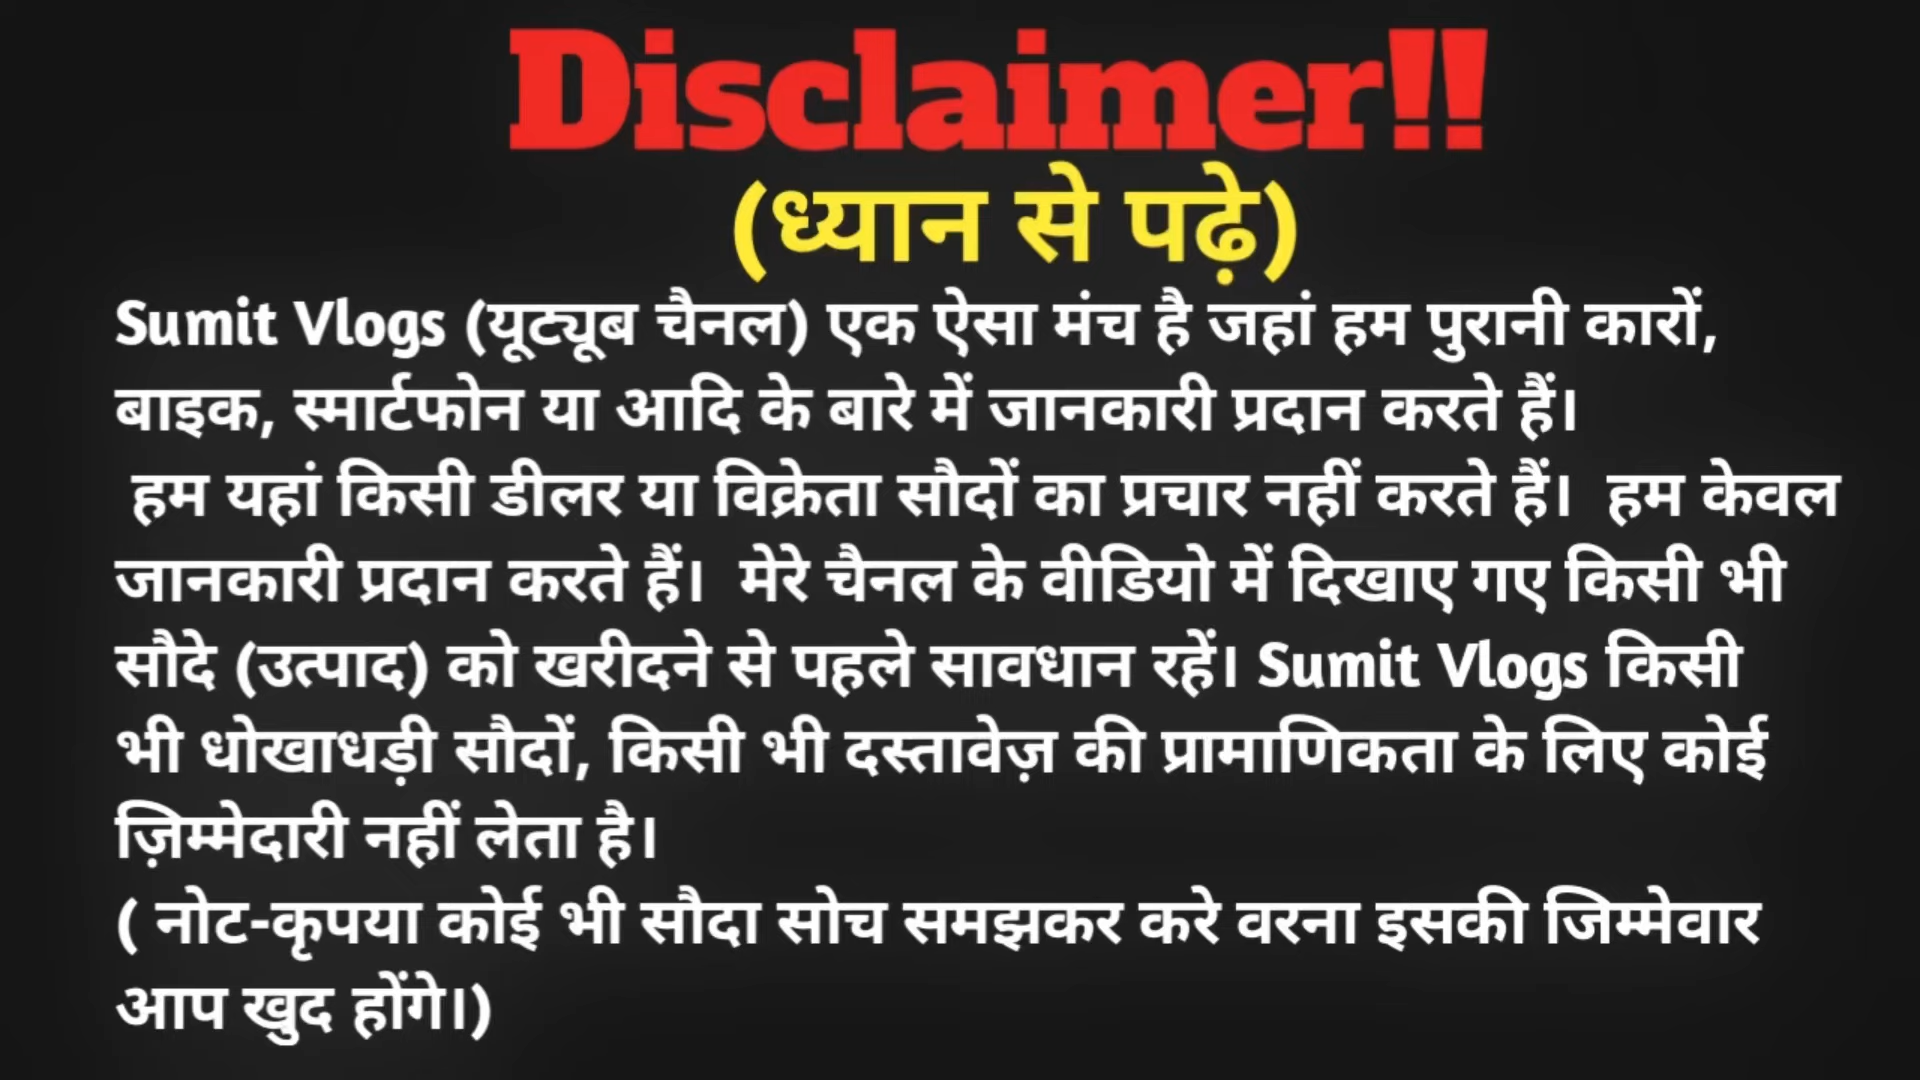 Disclaimer!!
(ध्यान से पढ़े)
Sumit Vlogs (यूट्यूब चैनल) एक ऐसा मंच है जहां हम पुरानी कारों,
बाइक, स्मार्टफोन या आदि के बारे में जानकारी प्रदान करते हैं।
हम यहां किसी डीलर या विक्रेता सौदों का प्रचार नहीं करते हैं। हम केवल
जानकारी प्रदान करते हैं। मेरे चैनल के वीडियो में दिखाए गए किसी भी
सौदे (उत्पाद) को खरीदने से पहले सावधान रहें। Sumit Vlogs किसी
भी धोखाधड़ी सौदों, किसी भी दस्तावेज़ की प्रामाणिकता के लिए कोई
ज़िम्मेदारी नहीं लेता है।
( नोट-कृपया कोई भी सौदा सोच समझकर करे वरना इसकी जिम्मेवार
आप खुद होंगे।)